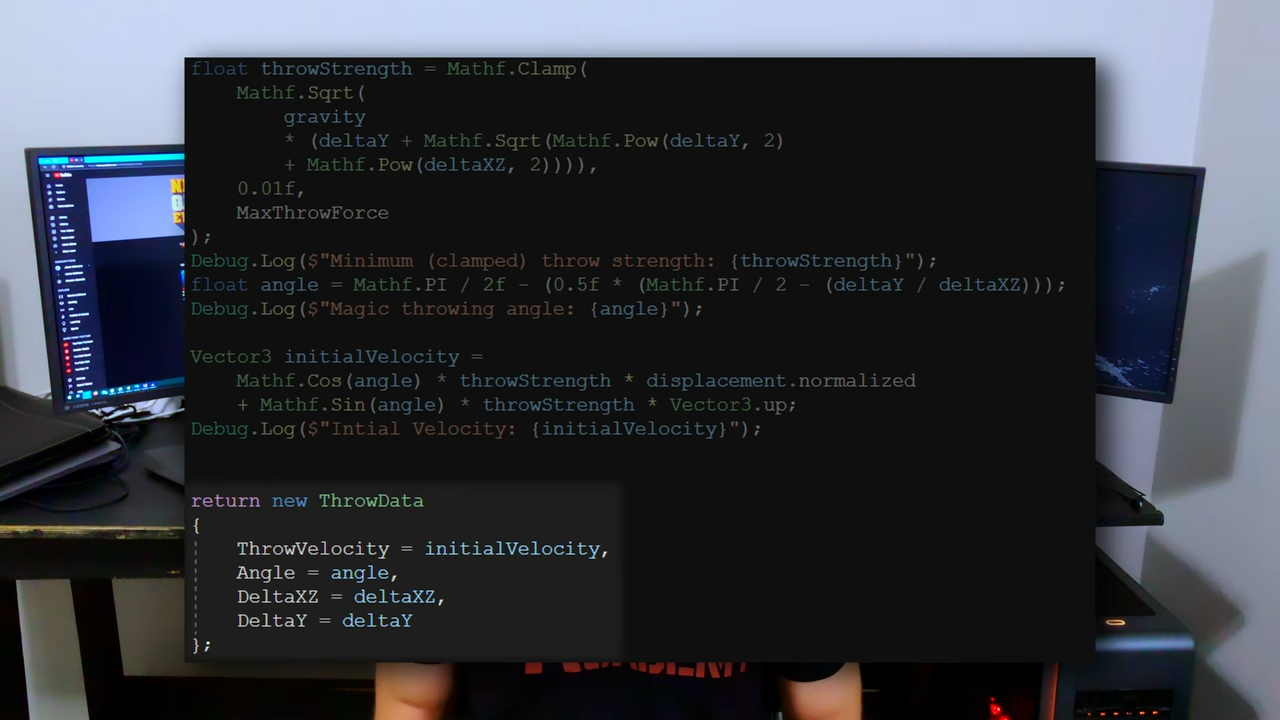 float throwStrength = Mathf.Clamp(
    Mathf.Sqrt(
        gravity
        * (deltaY + Mathf.Sqrt(Mathf.Pow(deltaY, 2)
        + Mathf.Pow(deltaXZ, 2)))),
    0.01f,
    MaxThrowForce
);
Debug.Log($"Minimum (clamped) throw strength: {throwStrength}");
float angle = Mathf.PI / 2f - (0.5f * (Mathf.PI / 2 - (deltaY / deltaXZ)));
Debug.Log($"Magic throwing angle: {angle}");
Vector3 initialVelocity =
    Mathf.Cos(angle) * throwStrength * displacement.normalized
    + Mathf.Sin(angle) * throwStrength * Vector3.up;
Debug.Log($"Intial Velocity: {initialVelocity}");
return new ThrowData
{
    ThrowVelocity = initialVelocity,
    Angle = angle,
    DeltaXZ = deltaXZ,
    DeltaY = deltaY
};